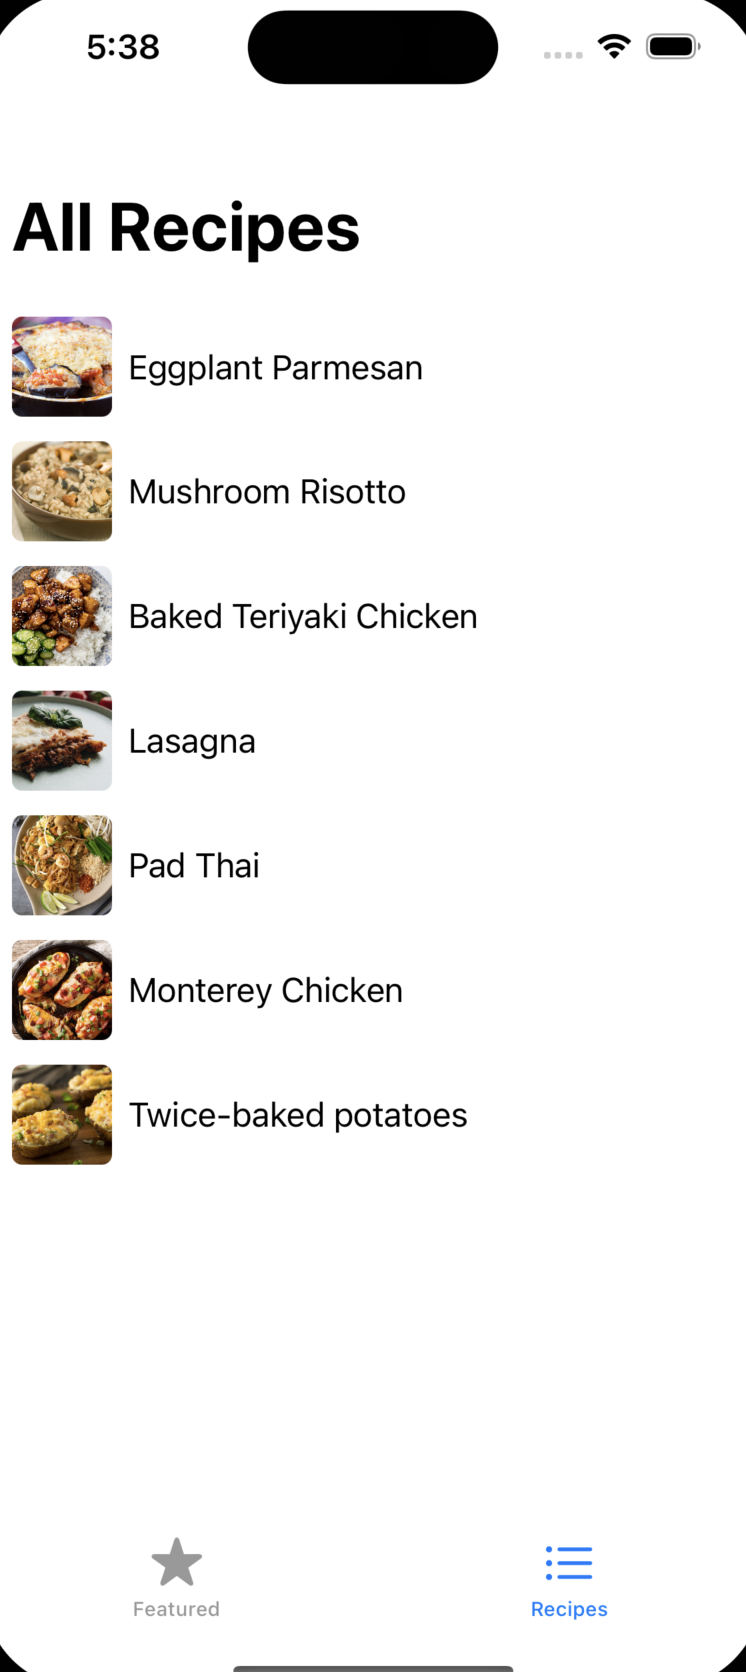 5:38
All Recipes
Eggplant Parmesan
Mushroom Risotto
Baked Teriyaki Chicken
Lasagna
Pad Thai
Monterey Chicken
Twice-baked potatoes
Featured
Recipes